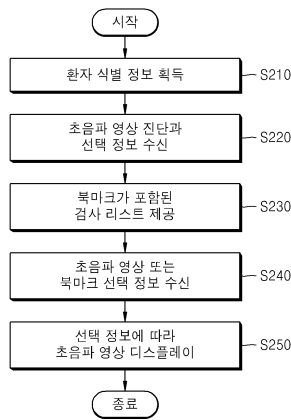 시작
환자 식별 정보 획득
S210
초음파 영상 진단과
선택 정보 수신
S220
북마크가 포함된
검사 리스트 제공
S230
초음파 영상 또는
북마크 선택 정보 수신
S240
선택 정보에 따라
초음파 영상 디스플레이
S250
종료